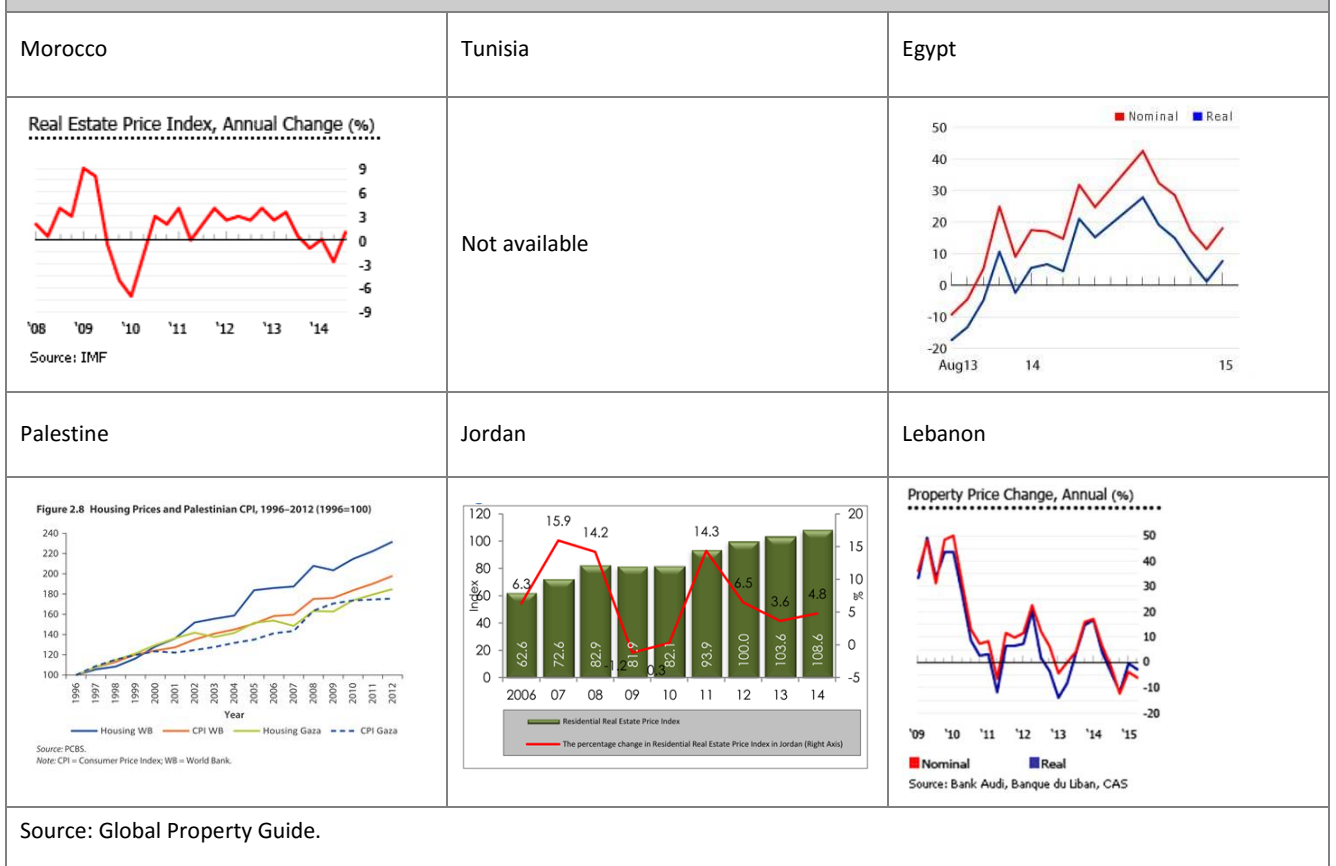 Morocco
Tunisia
Egypt
Real Estate Price Index, Annual Change (%)
9
6
3
0
-3
-6
-9
'08 '09 '10 '11 '12 '13 '14
Source: IMF
Not available
Nominal Real
50
40
30
20
10
0
-10
-20
Aug13 14 15
Palestine
Jordan
Lebanon
Figure 2.8 Housing Prices and Palestinian CPI, 1996–2012 (1996=100)
240
220
200
180
160
140
120
100
1996 1997 1998 1999 2000 2001 2002 2003 2004 2005 2006 2007 2008 2009 2010 2011 2012
Year
Housing WB CPI WB Housing Gaza CPI Gaza
Source: PCBS.
Note: CPI = Consumer Price Index; WB = World Bank.
120
100
80
60
40
20
0
Index
6.3 15.9 14.2 -1.2 0.3 14.3 6.5 3.6 4.8
62.6 72.6 82.9 81.9 82.1 93.9 100.0 103.6 108.6
20
15
10
5
0
-5
%
2006 07 08 09 10 11 12 13 14
Residential Real Estate Price Index
The percentage change in Residential Real Estate Price Index in Jordan (Right Axis)
Property Price Change, Annual (%)
50
40
30
20
10
0
-10
-20
'09 '10 '11 '12 '13 '14 '15
Nominal Real
Source: Bank Audi, Banque du Liban, CAS
Source: Global Property Guide.